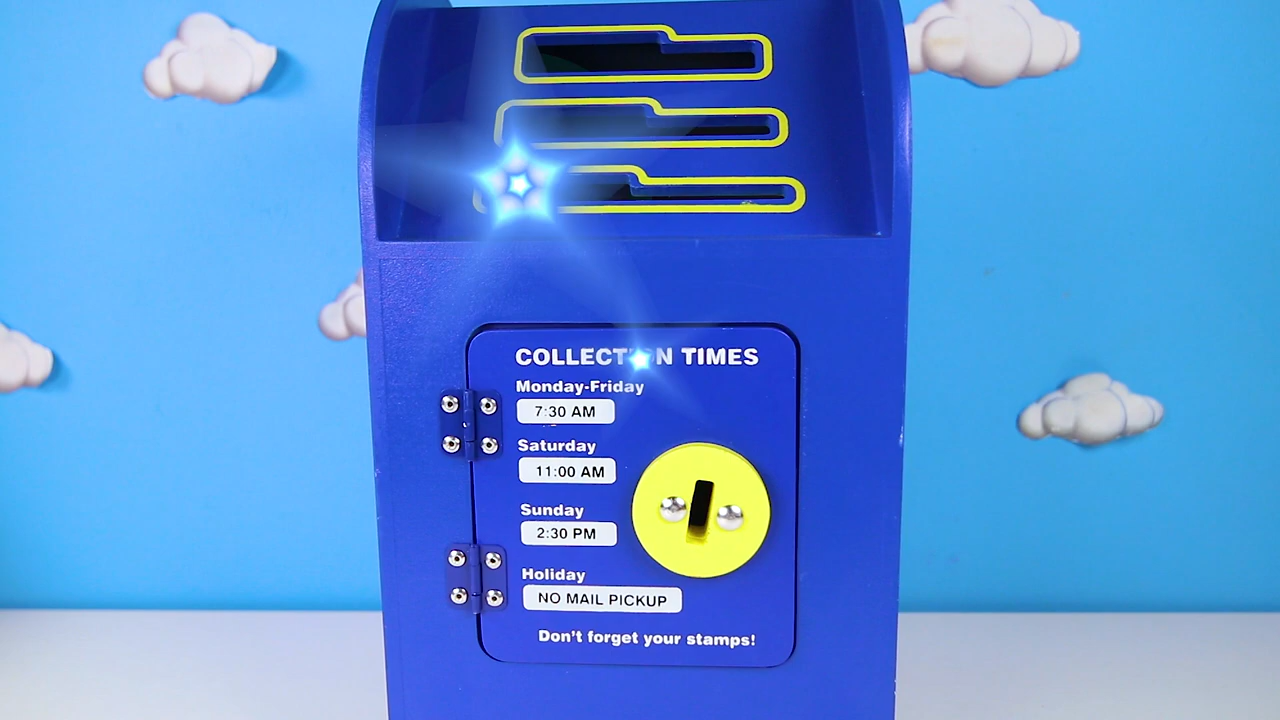 COLLECTION TIMES
Monday-Friday
7:30 AM
Saturday
11:00 AM
Sunday
2:30 PM
Holiday
NO MAIL PICKUP
Don't forget your stamps!